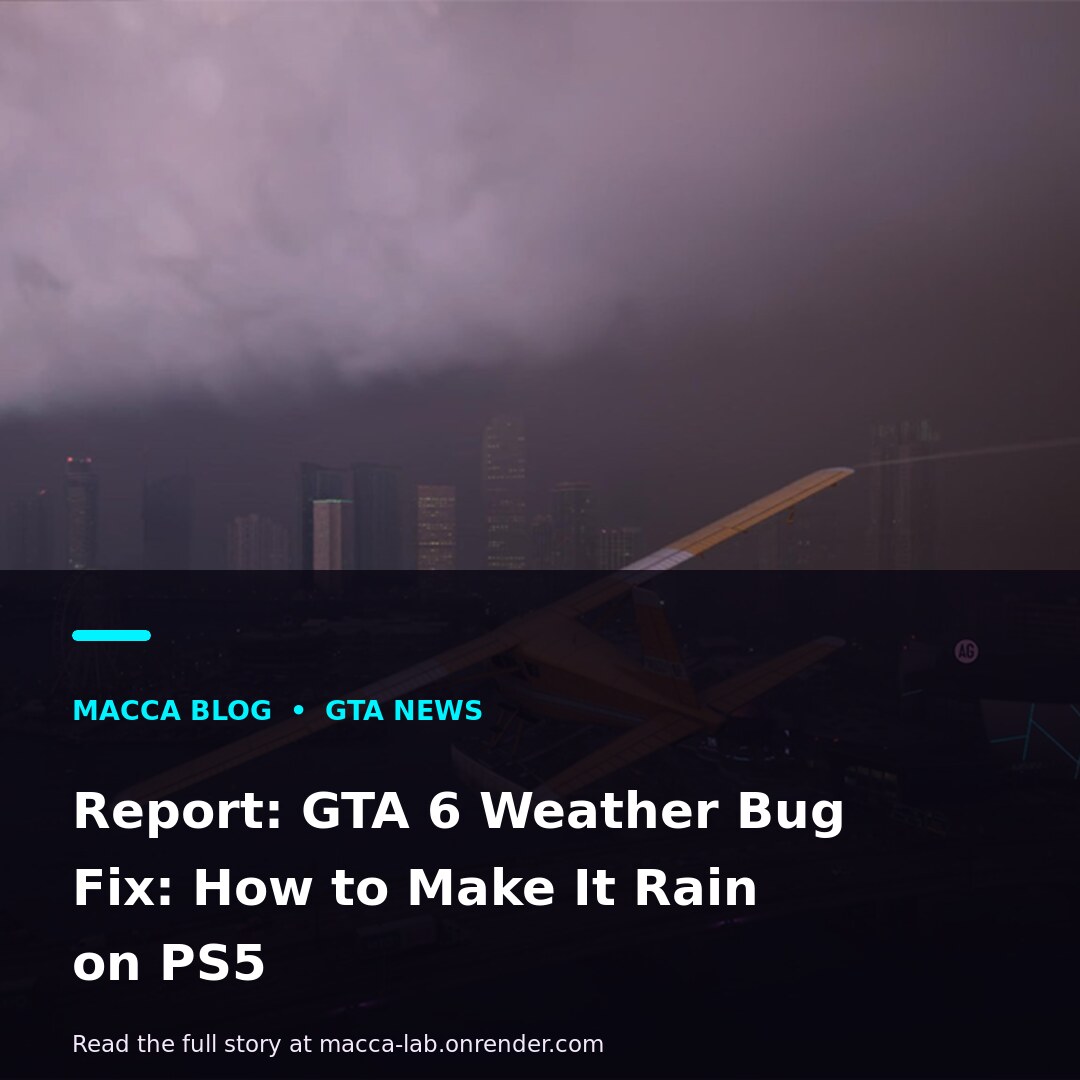 AG
MACCA BLOG • GTA NEWS
Report: GTA 6 Weather Bug
Fix: How to Make It Rain
on PS5
Read the full story at macca-lab.onrender.com